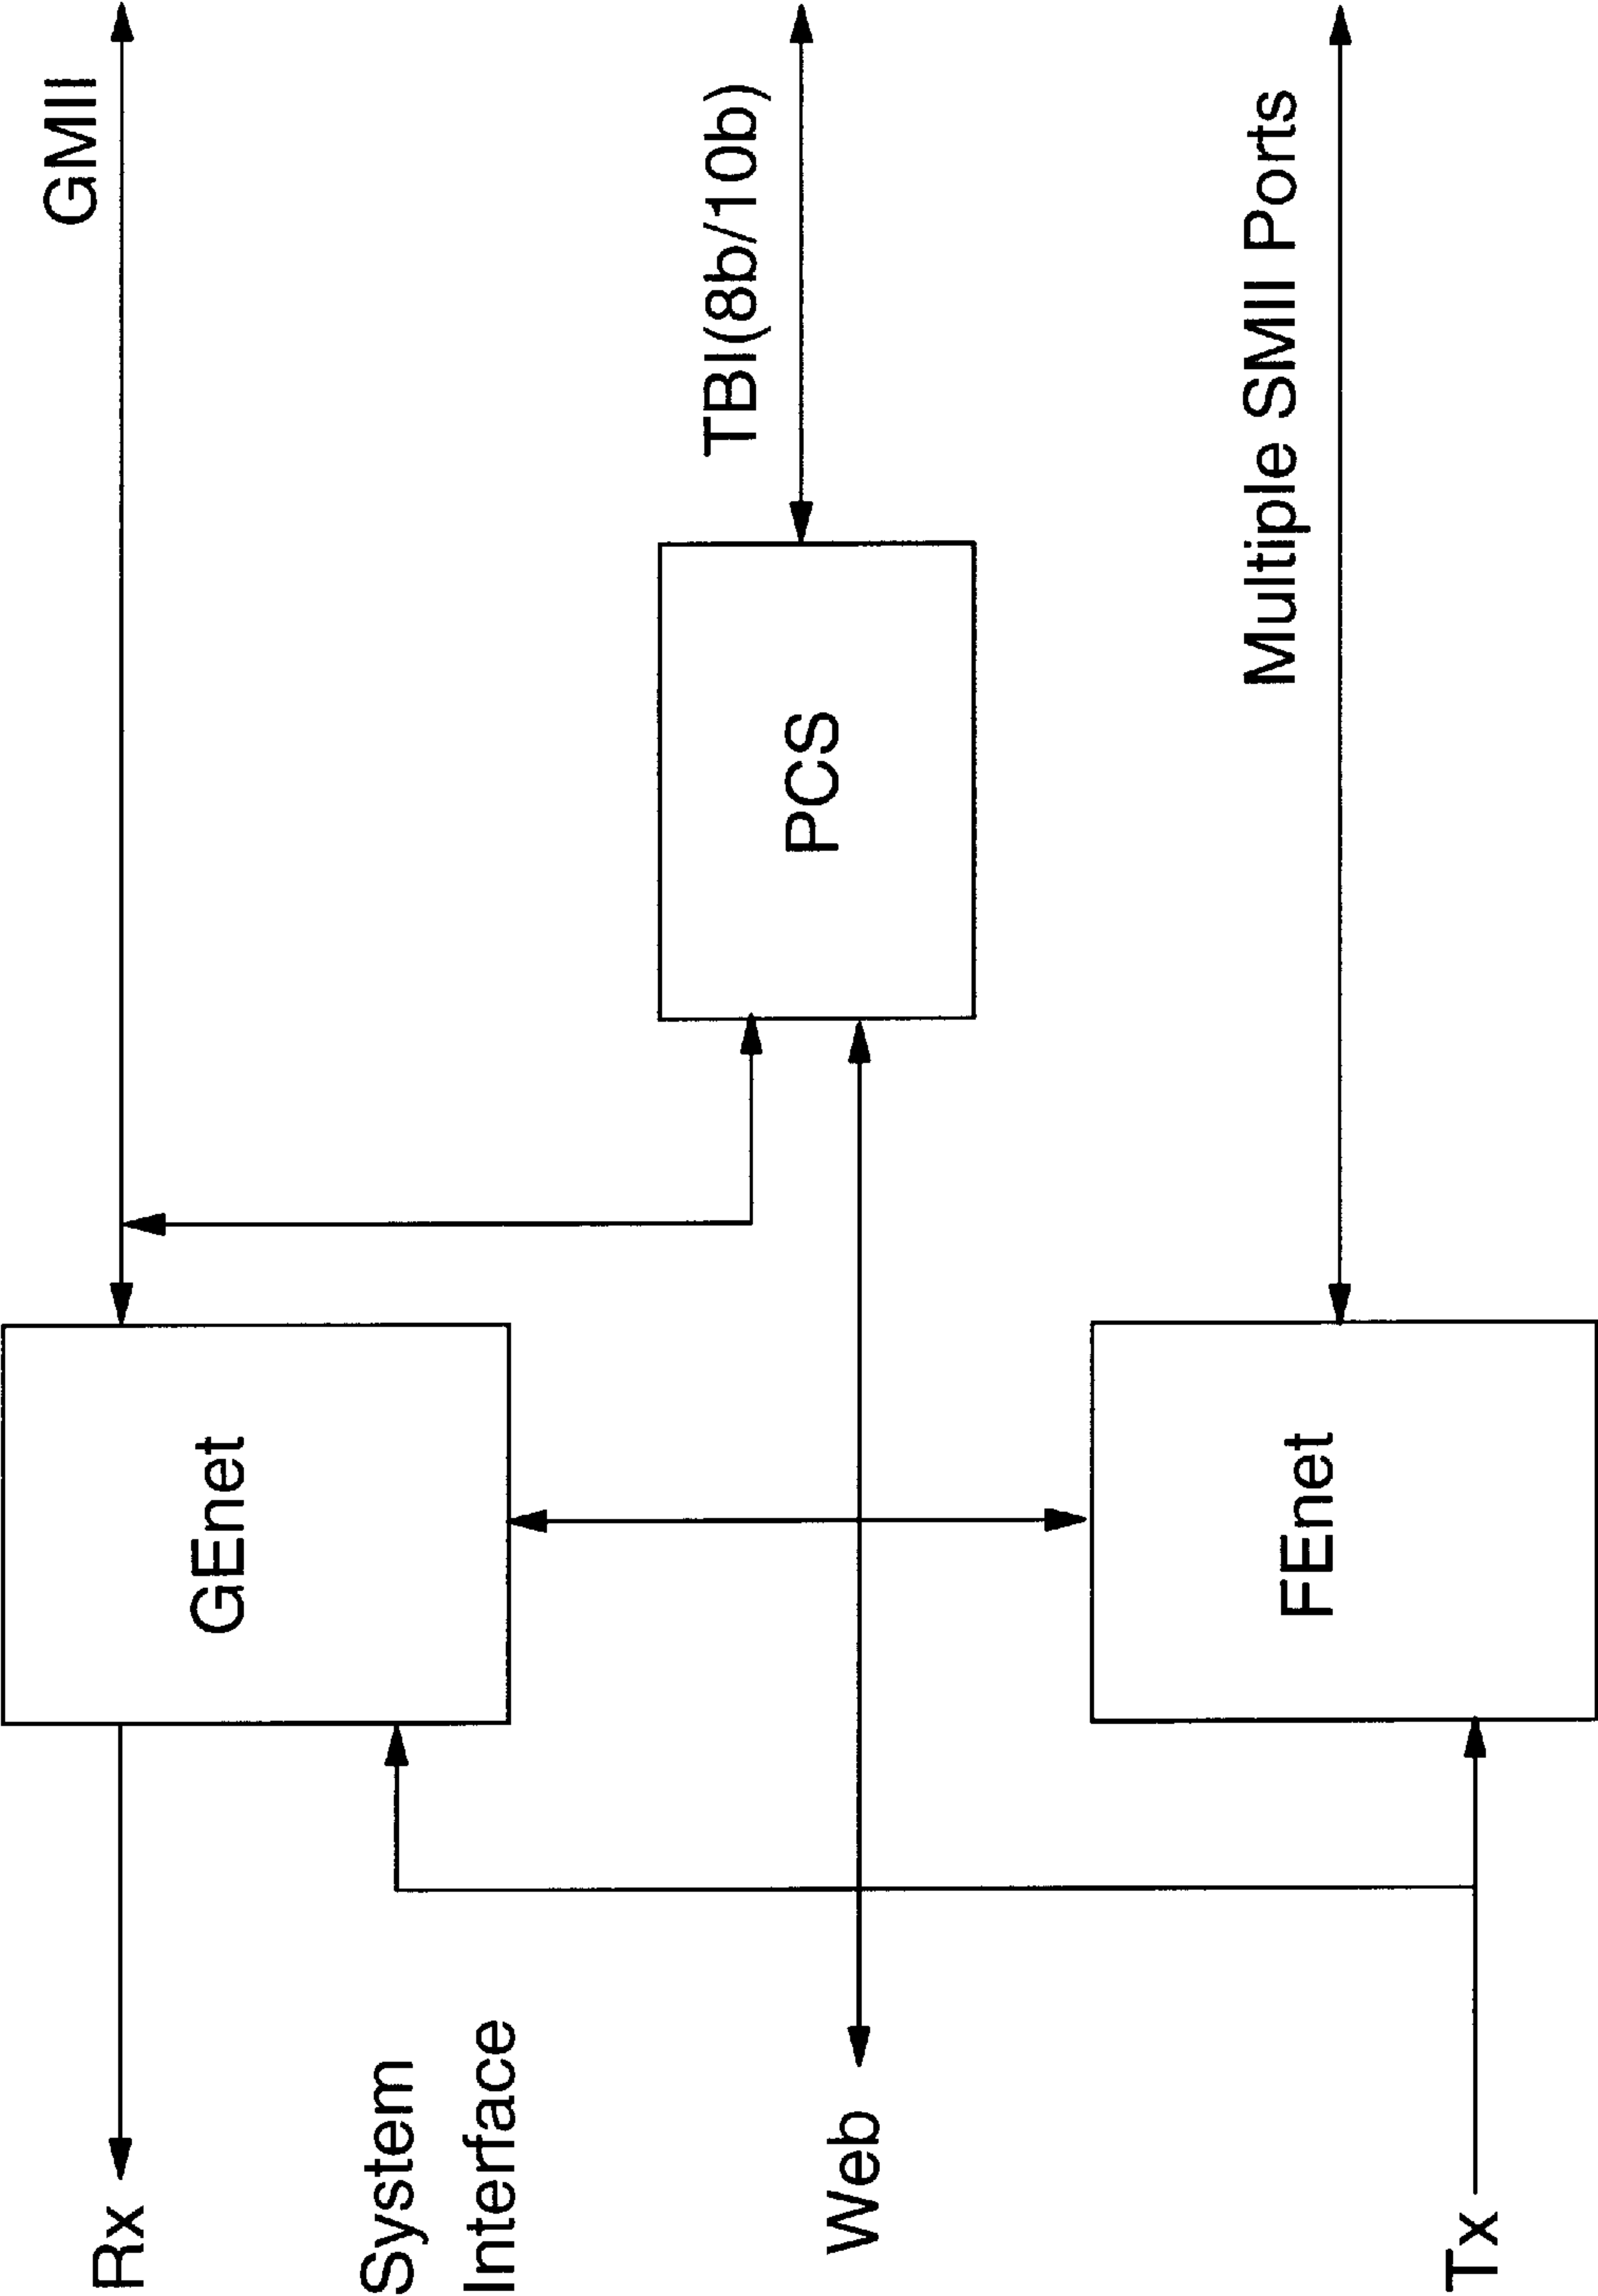 Rx
GEnet
GMII
System
Interface
PCS
TBI(8b/10b)
Web
FEnet
Multiple SMII Ports
Tx